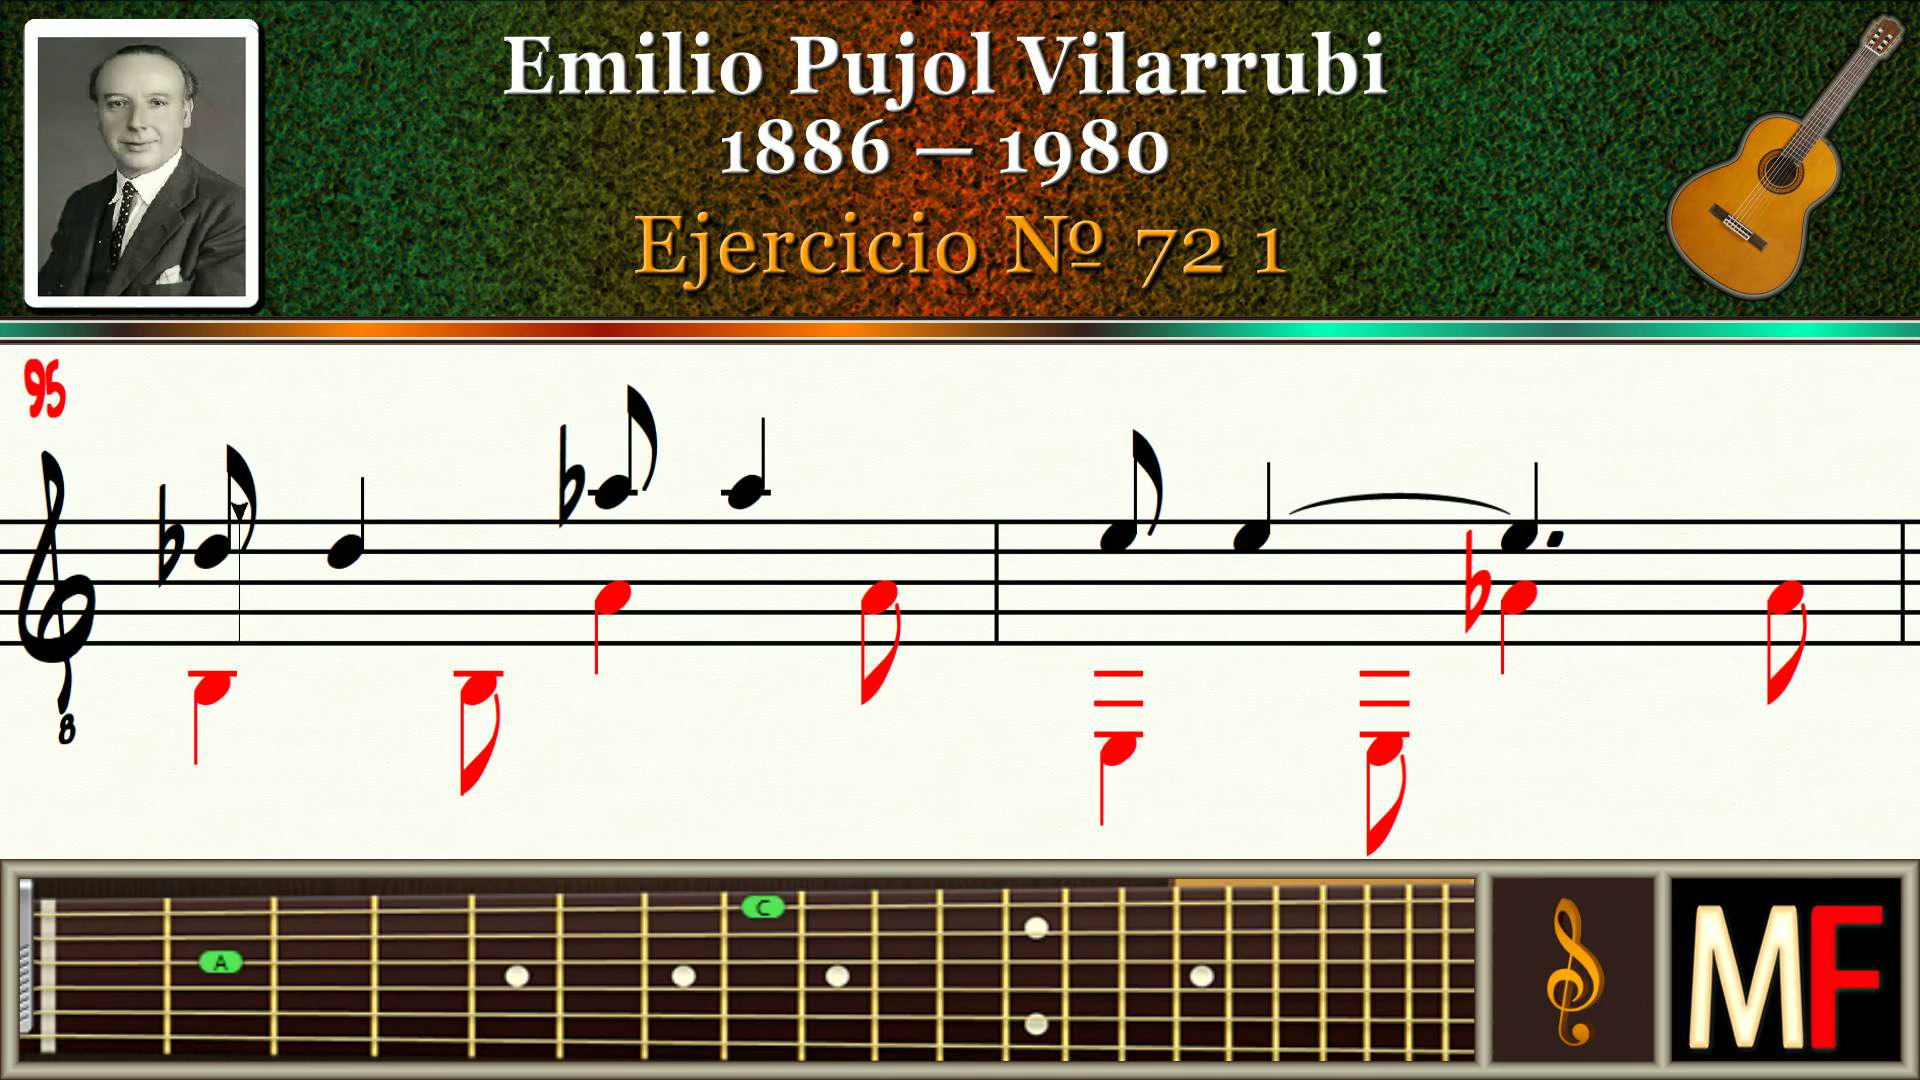 Emilio Pujol Vilarrubi
1886 — 1980
Ejercicio Nº 72 1
95
8
C
A
MF